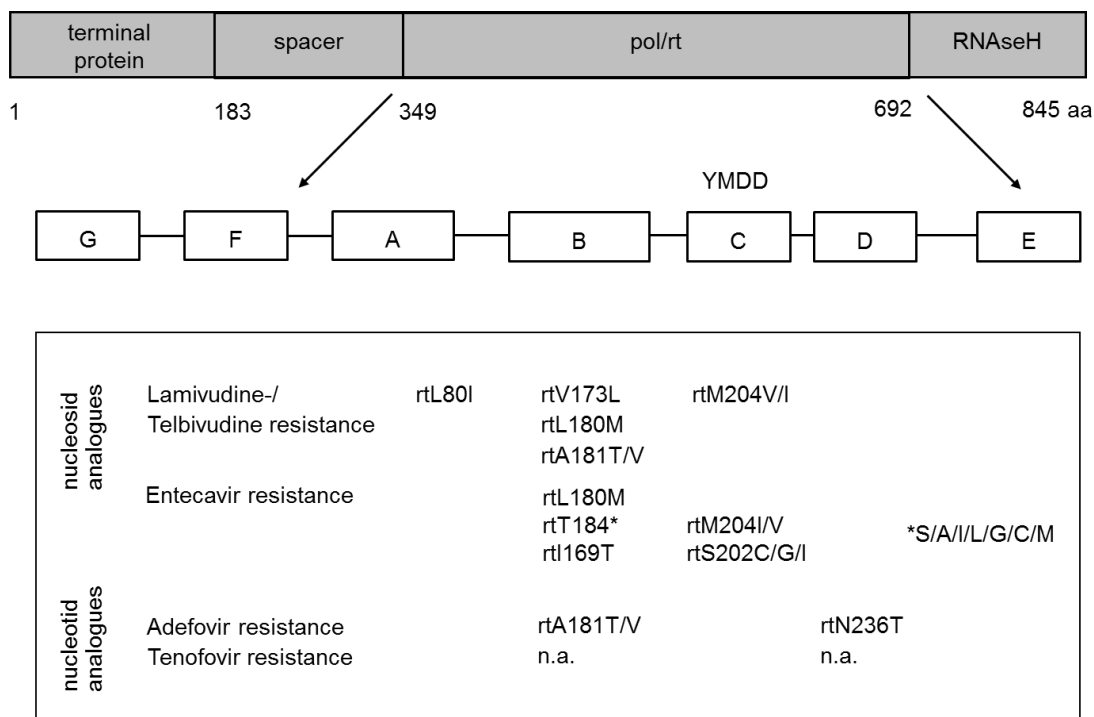 terminal protein spacer pol/rt RNAseH
1 183 349 692 845 aa
YMDD
G F A B C D E
nucleosid analogues
Lamivudine-/ rtL80I rtV173L rtM204V/I
Telbivudine resistance rtL180M
rtA181T/V
Entecavir resistance rtL180M
rtT184* rtM204I/V *S/A/I/L/G/C/M
rtI169T rtS202C/G/I
nucleotid analogues
Adefovir resistance rtA181T/V rtN236T
Tenofovir resistance n.a. n.a.